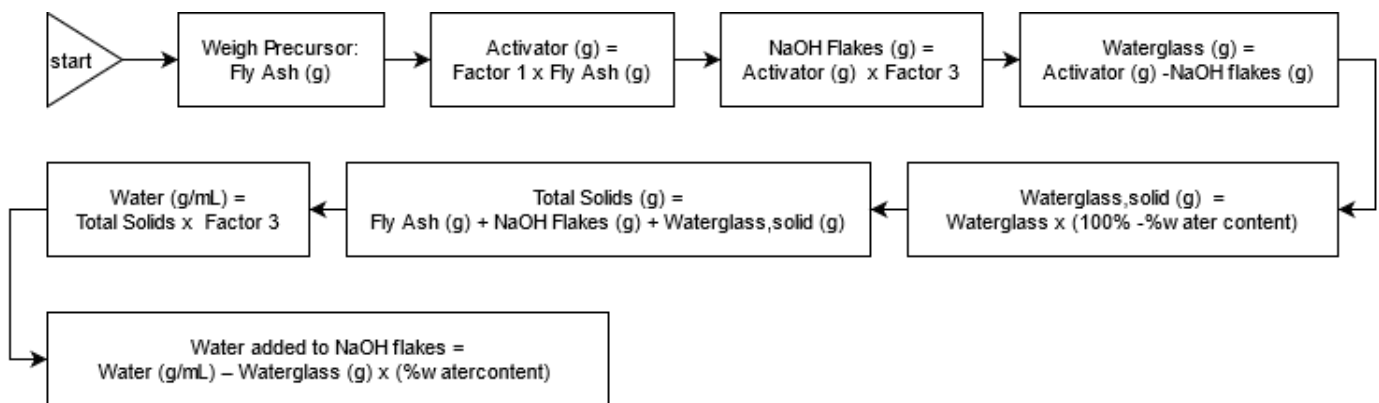 start
Weigh Precursor:
Fly Ash (g)
Activator (g) =
Factor 1 x Fly Ash (g)
NaOH Flakes (g) =
Activator (g) x Factor 3
Waterglass (g) =
Activator (g) -NaOH flakes (g)
Waterglass,solid (g) =
Waterglass x (100% -%w ater content)
Total Solids (g) =
Fly Ash (g) + NaOH Flakes (g) + Waterglass,solid (g)
Water (g/mL) =
Total Solids x Factor 3
Water added to NaOH flakes =
Water (g/mL) – Waterglass (g) x (%w atercontent)